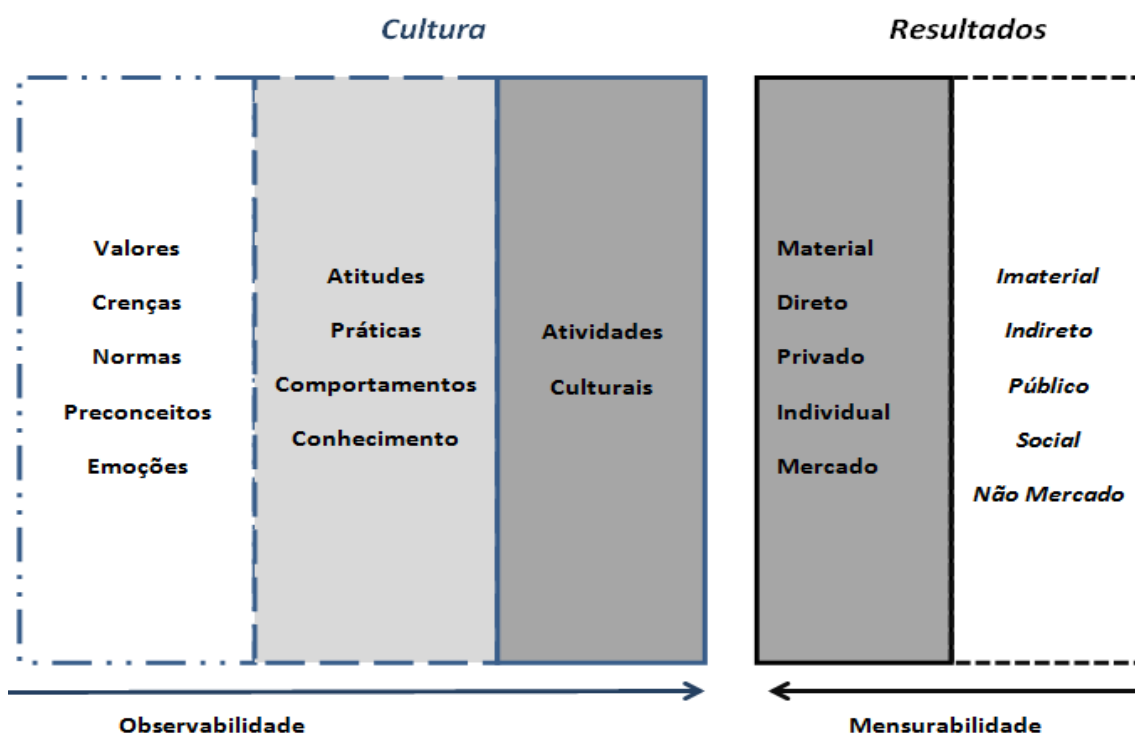 Cultura
Resultados
Valores
Crenças
Normas
Preconceitos
Emoções
Atitudes
Práticas
Comportamentos
Conhecimento
Atividades
Culturais
Material
Direto
Privado
Individual
Mercado
Imaterial
Indireto
Público
Social
Não Mercado
Observabilidade
Mensurabilidade